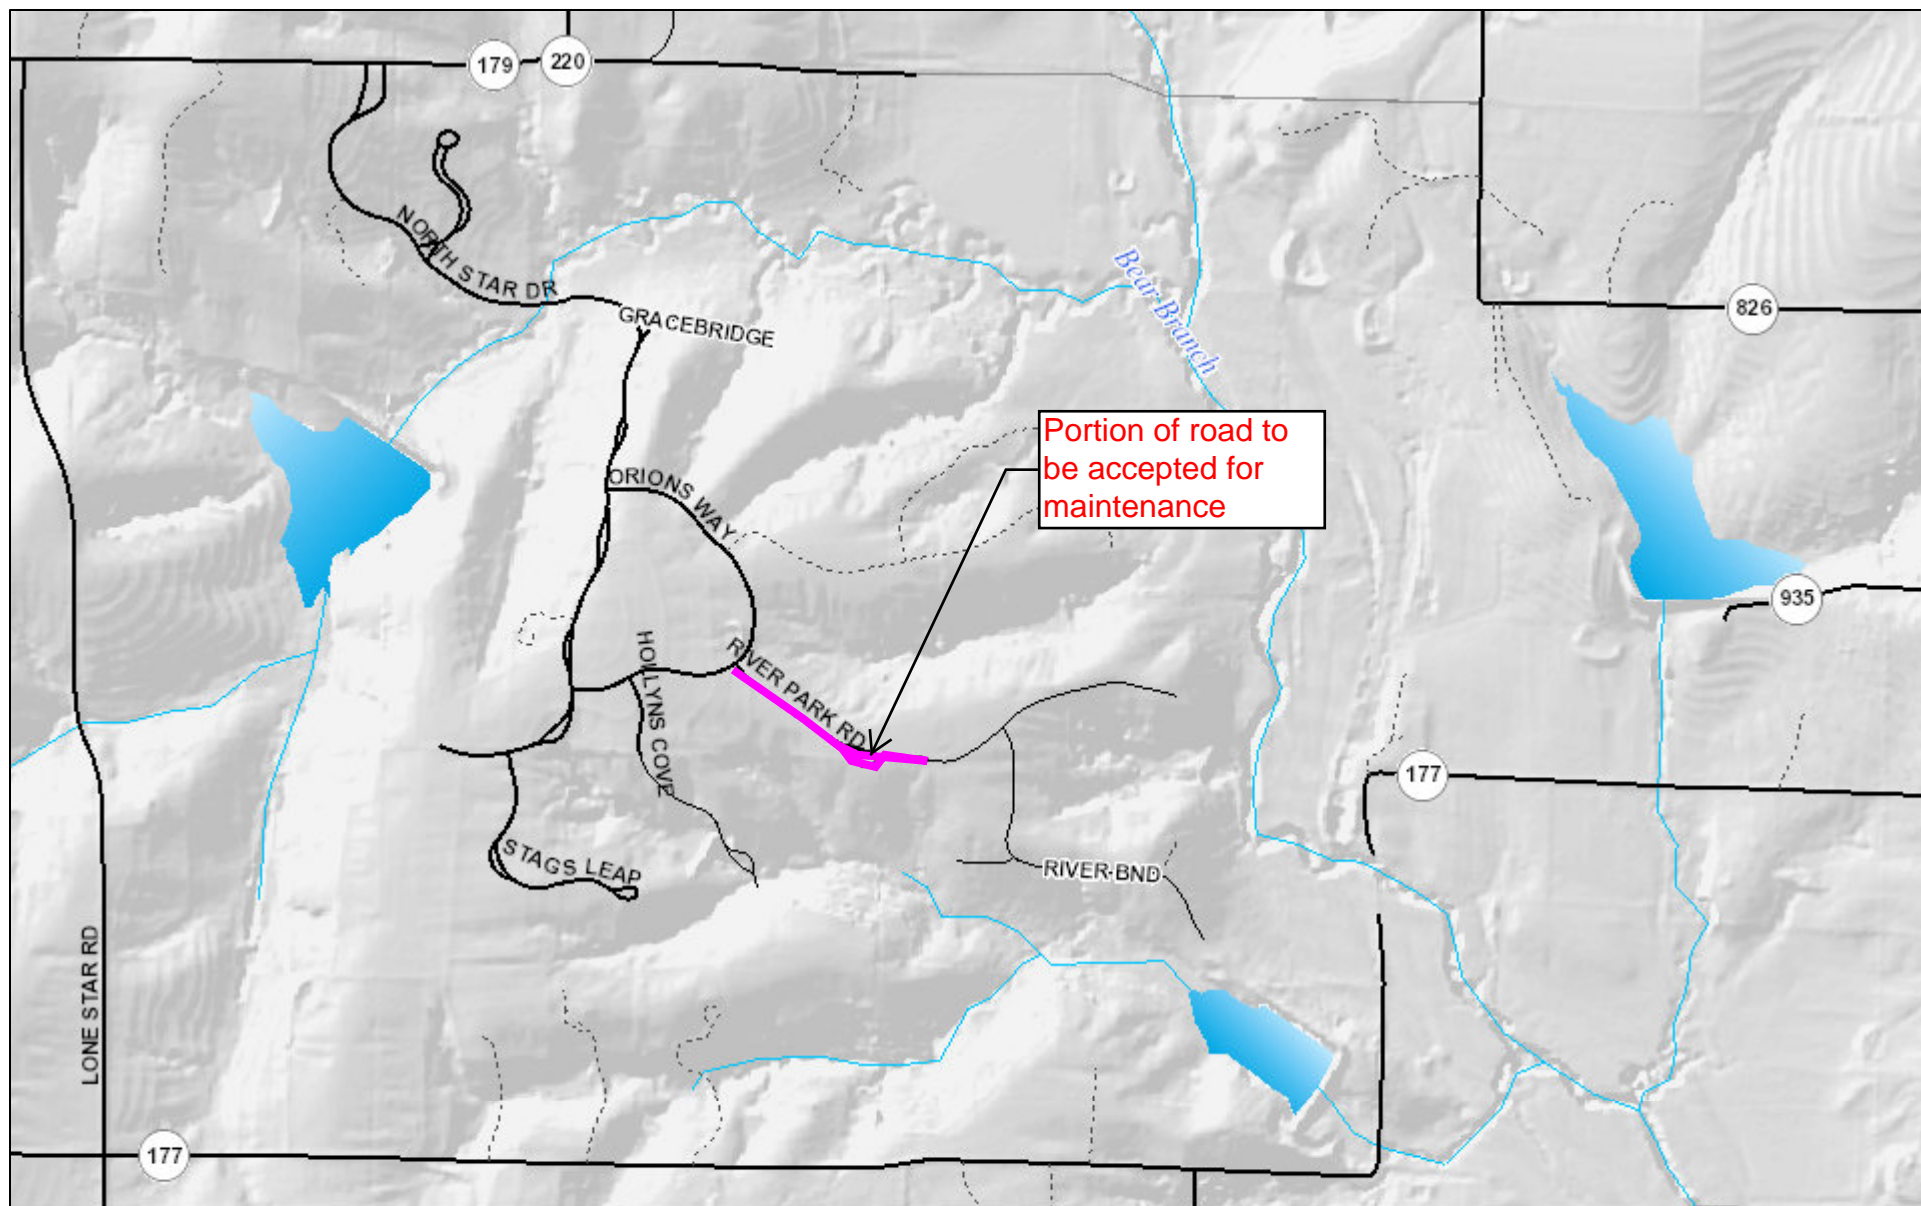 179
220
NORTH STAR DR
GRACEBRIDGE
Bear Branch
826
Portion of road to
be accepted for
maintenance
ORIONS WAY
935
HOLLYNS COVE
RIVER PARK RD
177
STAGS LEAP
RIVER BND
LONE STAR RD
177